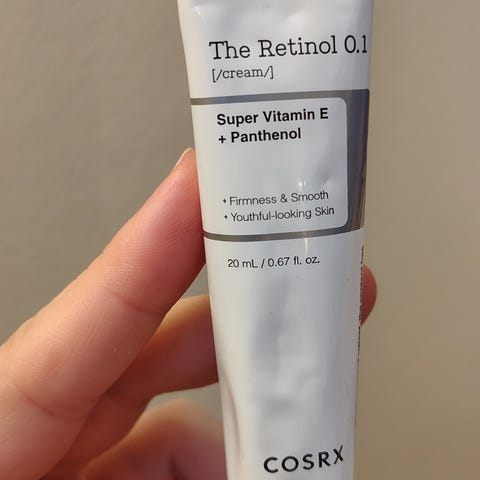 The Retinol 0.1
[/cream/]
Super Vitamin E
+ Panthenol
+ Firmness & Smooth
+ Youthful-looking Skin
20 mL / 0.67 fl. oz.
COSRX